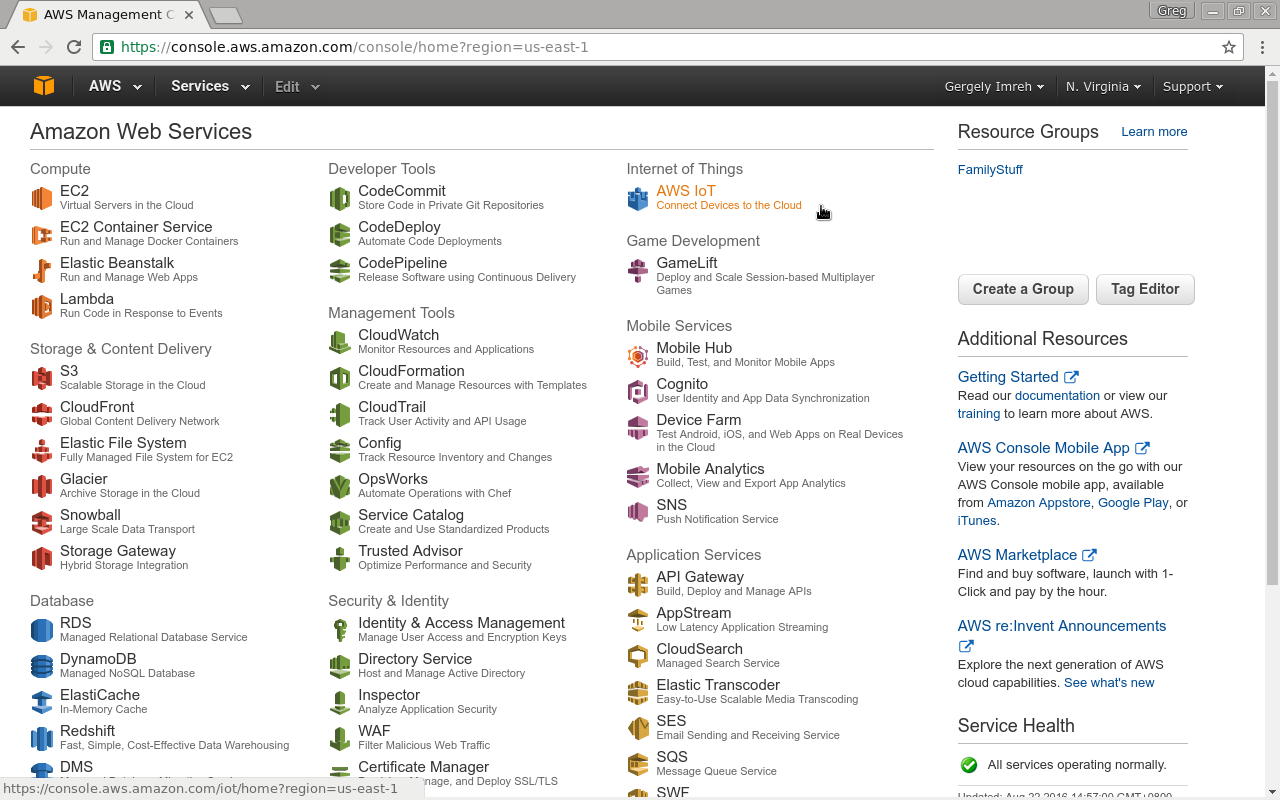 AWS Management C
Greg
https://console.aws.amazon.com/console/home?region=us-east-1
AWS
Services
Edit
Gergely Imreh
N. Virginia
Support
Amazon Web Services
Compute
EC2
Virtual Servers in the Cloud
EC2 Container Service
Run and Manage Docker Containers
Elastic Beanstalk
Run and Manage Web Apps
Lambda
Run Code in Response to Events
Storage & Content Delivery
S3
Scalable Storage in the Cloud
CloudFront
Global Content Delivery Network
Elastic File System
Fully Managed File System for EC2
Glacier
Archive Storage in the Cloud
Snowball
Large Scale Data Transport
Storage Gateway
Hybrid Storage Integration
Database
RDS
Managed Relational Database Service
DynamoDB
Managed NoSQL Database
ElastiCache
In-Memory Cache
Redshift
Fast, Simple, Cost-Effective Data Warehousing
DMS
Developer Tools
CodeCommit
Store Code in Private Git Repositories
CodeDeploy
Automate Code Deployments
CodePipeline
Release Software using Continuous Delivery
Management Tools
CloudWatch
Monitor Resources and Applications
CloudFormation
Create and Manage Resources with Templates
CloudTrail
Track User Activity and API Usage
Config
Track Resource Inventory and Changes
OpsWorks
Automate Operations with Chef
Service Catalog
Create and Use Standardized Products
Trusted Advisor
Optimize Performance and Security
Security & Identity
Identity & Access Management
Manage User Access and Encryption Keys
Directory Service
Host and Manage Active Directory
Inspector
Analyze Application Security
WAF
Filter Malicious Web Traffic
Certificate Manager
Manage, and Deploy SSL/TLS
Internet of Things
AWS IoT
Connect Devices to the Cloud
Game Development
GameLift
Deploy and Scale Session-based Multiplayer
Games
Mobile Services
Mobile Hub
Build, Test, and Monitor Mobile Apps
Cognito
User Identity and App Data Synchronization
Device Farm
Test Android, iOS, and Web Apps on Real Devices
in the Cloud
Mobile Analytics
Collect, View and Export App Analytics
SNS
Push Notification Service
Application Services
API Gateway
Build, Deploy and Manage APIs
AppStream
Low Latency Application Streaming
CloudSearch
Managed Search Service
Elastic Transcoder
Easy-to-Use Scalable Media Transcoding
SES
Email Sending and Receiving Service
SQS
Message Queue Service
SWF
Resource Groups
Learn more
FamilyStuff
Create a Group
Tag Editor
Additional Resources
Getting Started
Read our documentation or view our
training to learn more about AWS.
AWS Console Mobile App
View your resources on the go with our
AWS Console mobile app, available
from Amazon Appstore, Google Play, or
iTunes.
AWS Marketplace
Find and buy software, launch with 1-
Click and pay by the hour.
AWS re:Invent Announcements
Explore the next generation of AWS
cloud capabilities. See what's new
Service Health
All services operating normally.
Updated: Aug 22 2016 14:57:00 GMT+0800
https://console.aws.amazon.com/iot/home?region=us-east-1